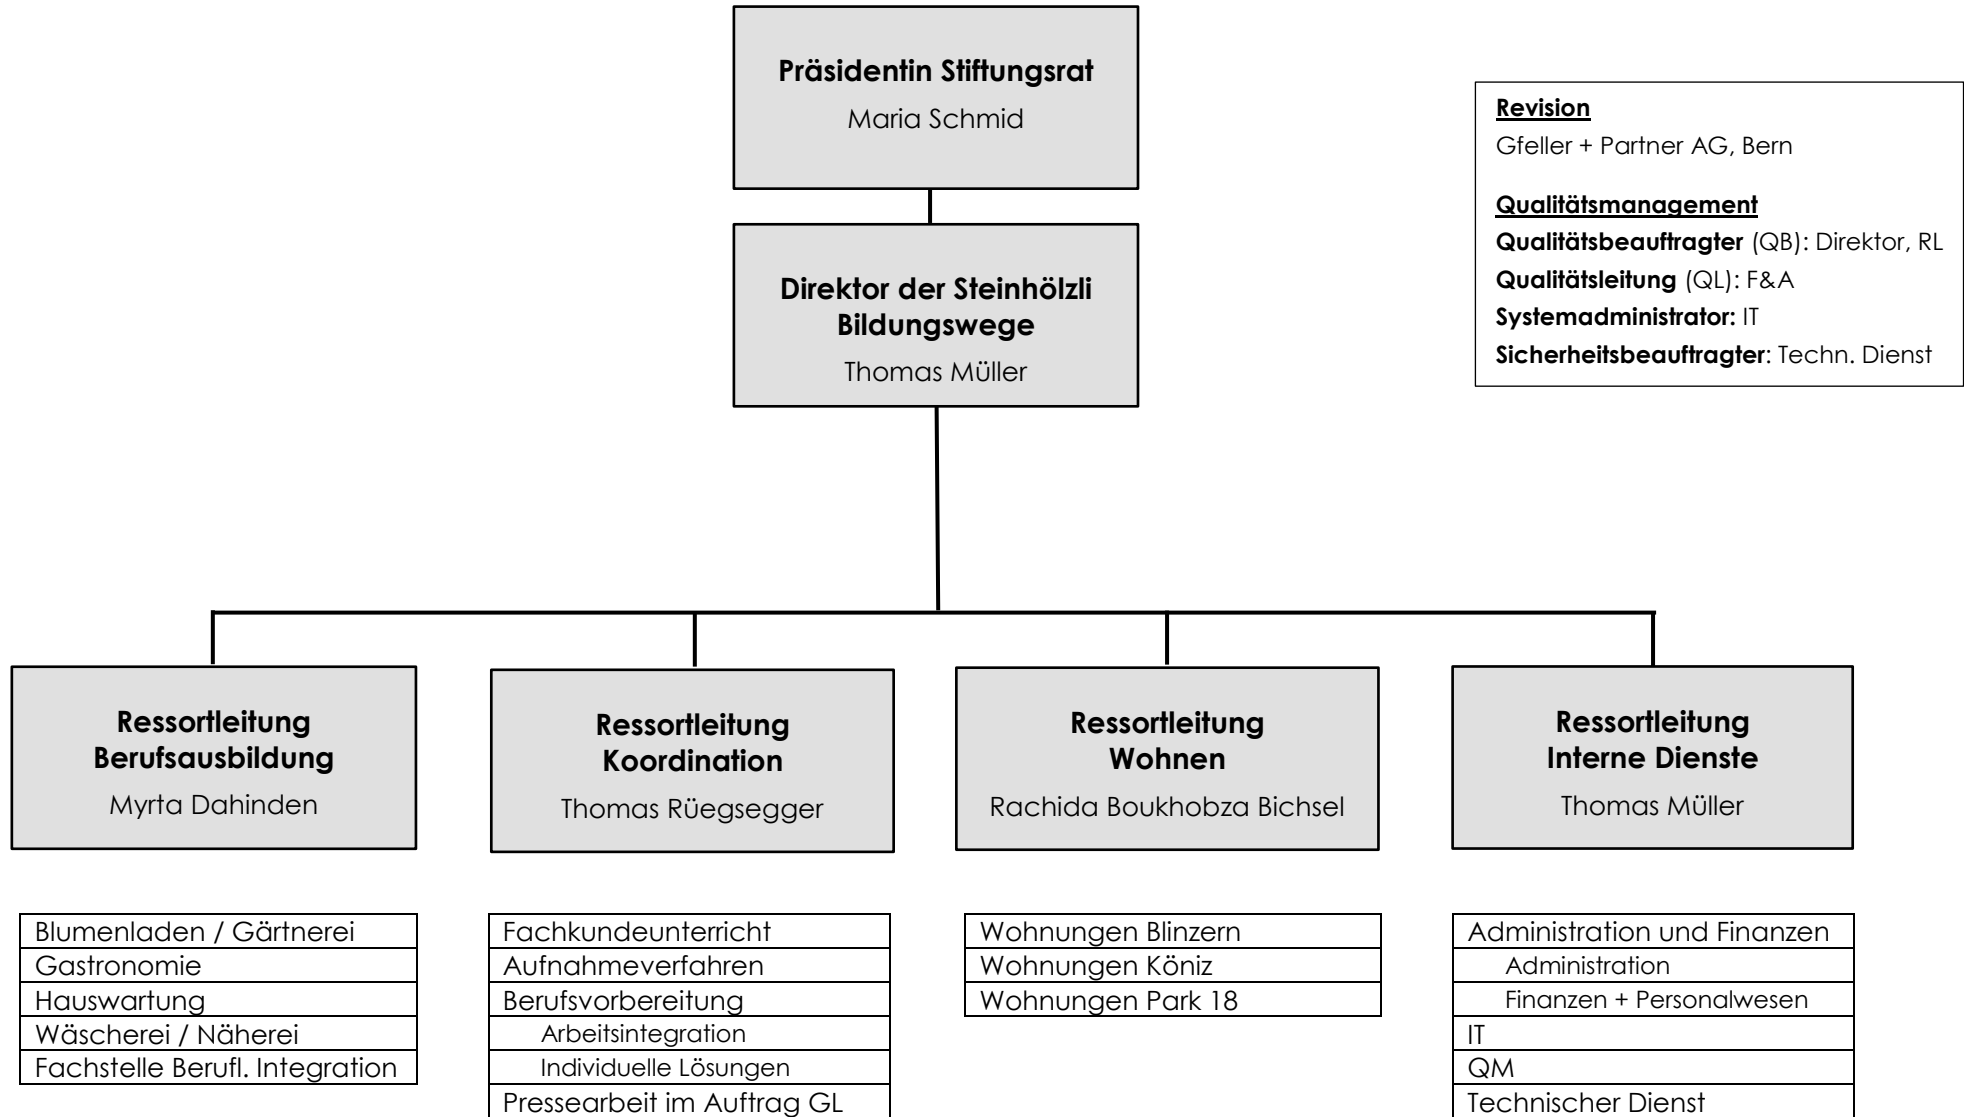 Präsidentin Stiftungsrat
Maria Schmid
Revision
Gfeller + Partner AG, Bern
Qualitätsmanagement
Qualitätsbeauftragter (QB): Direktor, RL
Qualitätsleitung (QL): F&A
Systemadministrator: IT
Sicherheitsbeauftragter: Techn. Dienst
Direktor der Steinhölzli
Bildungswege
Thomas Müller
Ressortleitung
Berufsausbildung
Myrta Dahinden
Ressortleitung
Koordination
Thomas Rüegsegger
Ressortleitung
Wohnen
Rachida Boukhobza Bichsel
Ressortleitung
Interne Dienste
Thomas Müller
Blumenladen / Gärtnerei
Gastronomie
Hauswartung
Wäscherei / Näherei
Fachstelle Berufl. Integration
Fachkundeunterricht
Aufnahmeverfahren
Berufsvorbereitung
Arbeitsintegration
Individuelle Lösungen
Pressearbeit im Auftrag GL
Wohnungen Blinzern
Wohnungen Köniz
Wohnungen Park 18
Administration und Finanzen
Administration
Finanzen + Personalwesen
IT
QM
Technischer Dienst